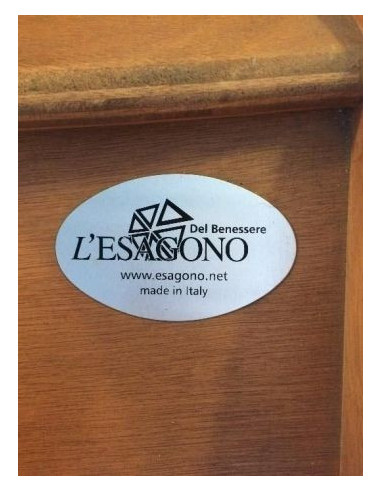 Del Benessere
L'ESAGONO
www.esagono.net
made in Italy